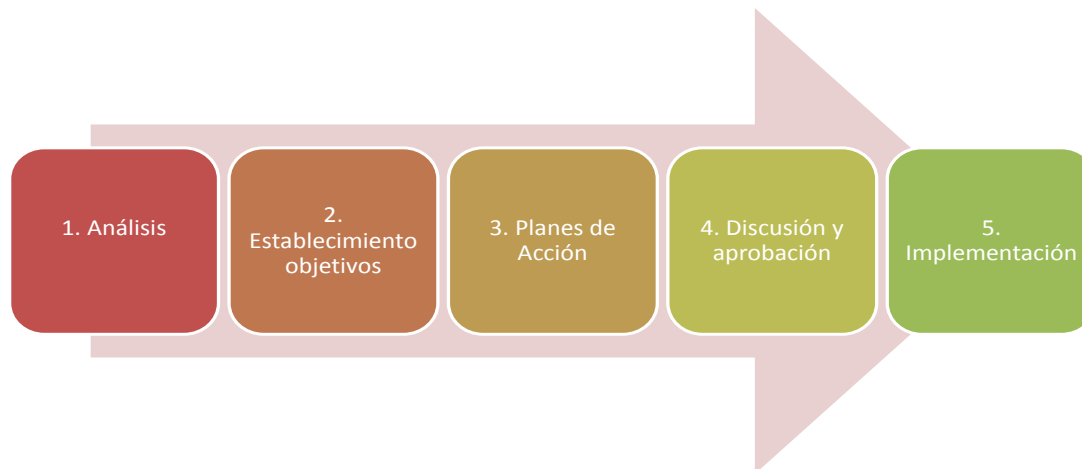 1. Análisis
2.
Establecimiento
objetivos
3. Planes de
Acción
4. Discusión y
aprobación
5.
Implementación